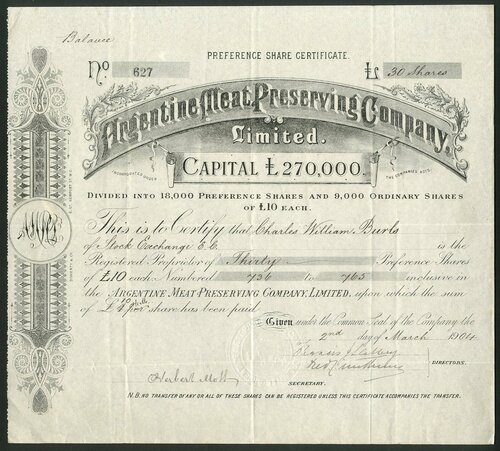 Balance
PREFERENCE SHARE CERTIFICATE.
No 627 £ 30 Shares
Argentine Meat Preserving Company,
Limited.
INCORPORATED UNDER THE COMPANIES ACTS.
CAPITAL £270,000.
DIVIDED INTO 18,000 PREFERENCE SHARES AND 9,000 ORDINARY SHARES
OF £10 EACH.
This is to Certify that Charles William Burls
of Stock Exchange E.C. is the
Registered Proprietor of Thirty Preference Shares
of £10 each Numbered 736 to 765 inclusive in
the ARGENTINE MEAT PRESERVING COMPANY, LIMITED, upon which the sum
of per share has been paid
Given under the Common Seal of the Company the
2nd day of March 1904
Francis
DIRECTORS.
Herbert Mott
SECRETARY.
N.B. NO TRANSFER OF ANY OR ALL OF THESE SHARES CAN BE REGISTERED UNLESS THIS CERTIFICATE ACCOMPANIES THE TRANSFER.